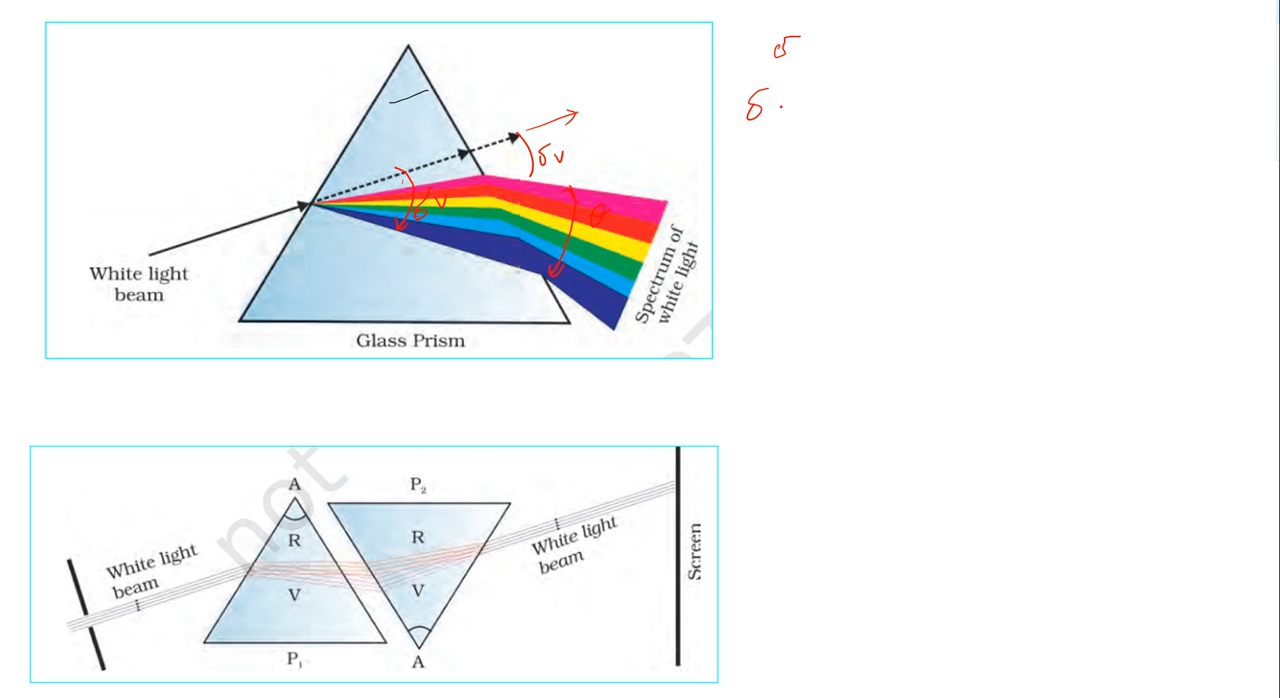 δ
δ .
δv
δ v
θ
White light
beam
Spectrum of
white light
Glass Prism
not
A
P₂
R
R
White light
beam
White light
beam
V
V
Screen
P₁
A